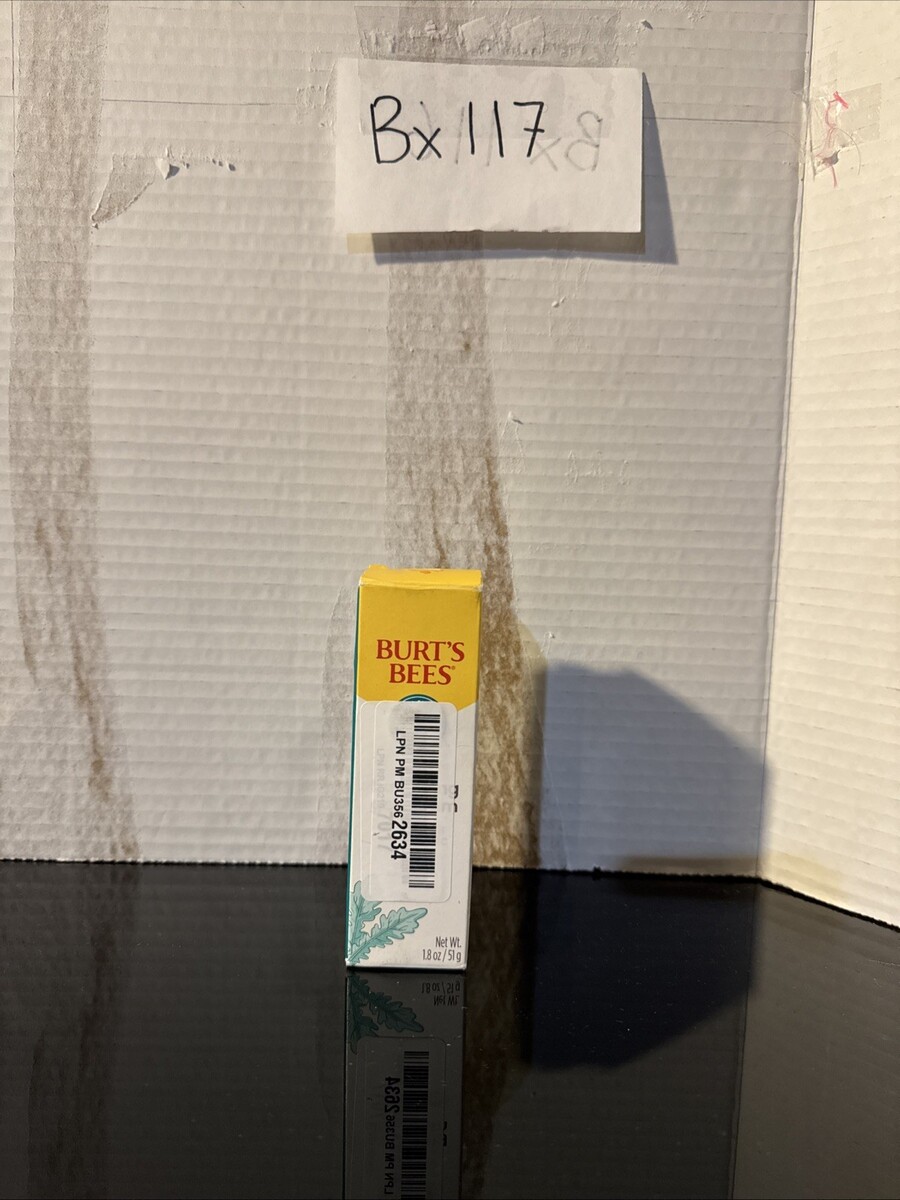 Bx 117
BURT'S
BEES®
LPN PM BU356 2634
Net Wt.
1.8 oz / 51 g